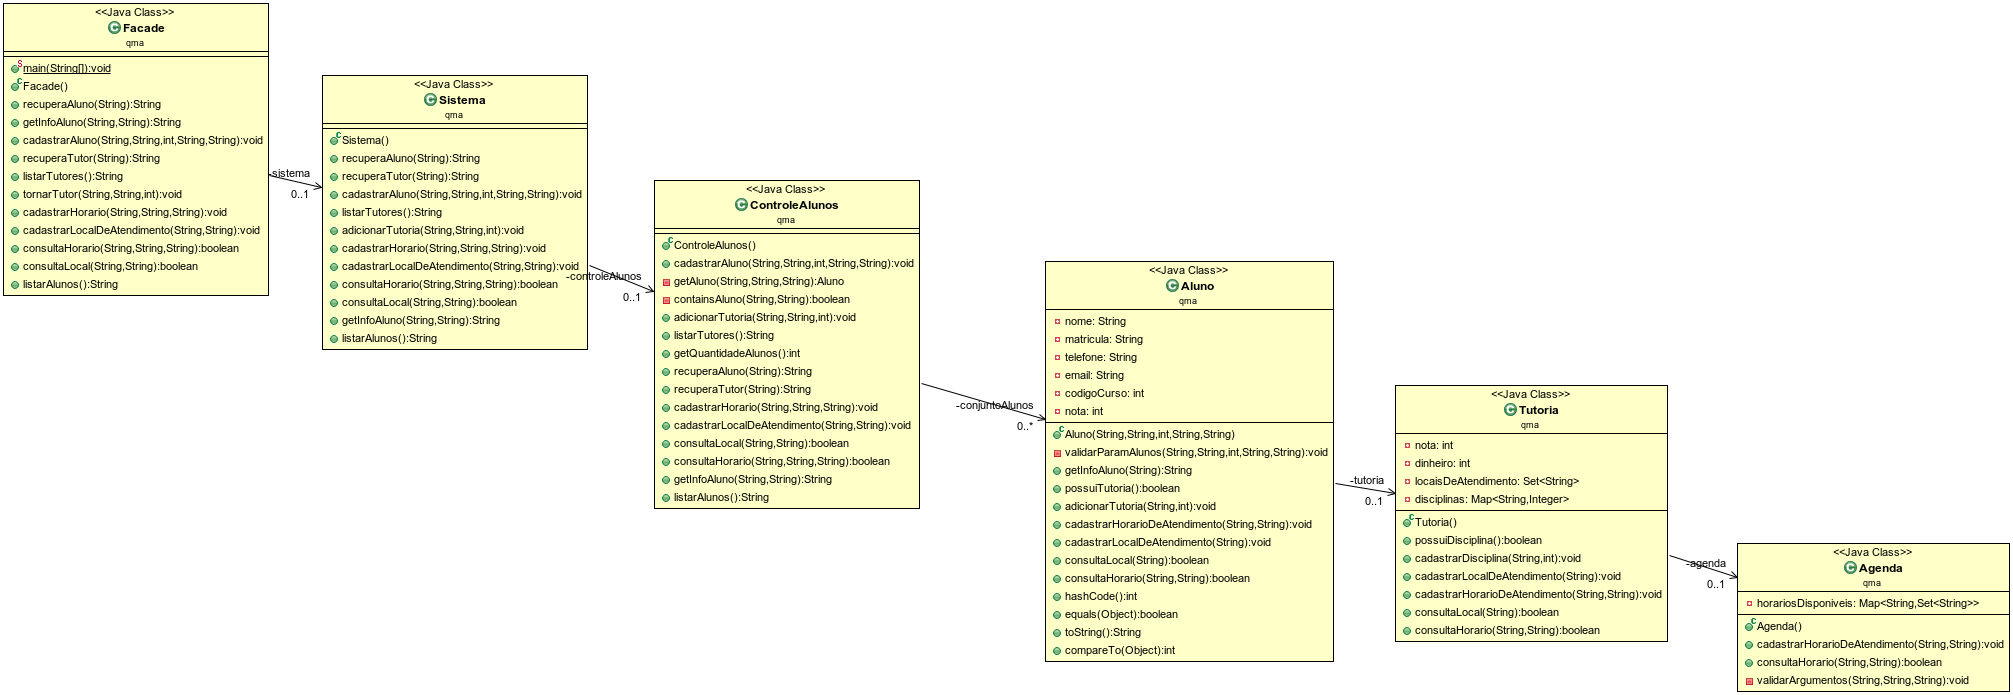 <<Java Class>>
Facade
qma
main(String[]):void
Facade()
recuperaAluno(String):String
getInfoAluno(String,String):String
cadastrarAluno(String,String,int,String,String):void
recuperaTutor(String):String
listarTutores():String
tornarTutor(String,String,int):void
cadastrarHorario(String,String,String):void
cadastrarLocalDeAtendimento(String,String):void
consultaHorario(String,String,String):boolean
consultaLocal(String,String):boolean
listarAlunos():String
-sistema
0..1
<<Java Class>>
Sistema
qma
Sistema()
recuperaAluno(String):String
recuperaTutor(String):String
cadastrarAluno(String,String,int,String,String):void
listarTutores():String
adicionarTutoria(String,String,int):void
cadastrarHorario(String,String,String):void
cadastrarLocalDeAtendimento(String,String):void
consultaHorario(String,String,String):boolean
consultaLocal(String,String):boolean
getInfoAluno(String,String):String
listarAlunos():String
-controleAlunos
0..1
<<Java Class>>
ControleAlunos
qma
ControleAlunos()
cadastrarAluno(String,String,int,String,String):void
getAluno(String,String,String):Aluno
containsAluno(String,String):boolean
adicionarTutoria(String,String,int):void
listarTutores():String
getQuantidadeAlunos():int
recuperaAluno(String):String
recuperaTutor(String):String
cadastrarHorario(String,String,String):void
cadastrarLocalDeAtendimento(String,String):void
consultaLocal(String,String):boolean
consultaHorario(String,String,String):boolean
getInfoAluno(String,String):String
listarAlunos():String
-conjuntoAlunos
0..*
<<Java Class>>
Aluno
qma
nome: String
matricula: String
telefone: String
email: String
codigoCurso: int
nota: int
Aluno(String,String,int,String,String)
validarParamAlunos(String,String,int,String,String):void
getInfoAluno(String):String
possuiTutoria():boolean
adicionarTutoria(String,int):void
cadastrarHorarioDeAtendimento(String,String):void
cadastrarLocalDeAtendimento(String):void
consultaLocal(String):boolean
consultaHorario(String,String):boolean
hashCode():int
equals(Object):boolean
toString():String
compareTo(Object):int
-tutoria
0..1
<<Java Class>>
Tutoria
qma
nota: int
dinheiro: int
locaisDeAtendimento: Set<String>
disciplinas: Map<String,Integer>
Tutoria()
possuiDisciplina():boolean
cadastrarDisciplina(String,int):void
cadastrarLocalDeAtendimento(String):void
cadastrarHorarioDeAtendimento(String,String):void
consultaLocal(String):boolean
consultaHorario(String,String):boolean
-agenda
0..1
<<Java Class>>
Agenda
qma
horariosDisponiveis: Map<String,Set<String>>
Agenda()
cadastrarHorarioDeAtendimento(String,String):void
consultaHorario(String,String):boolean
validarArgumentos(String,String,String):void